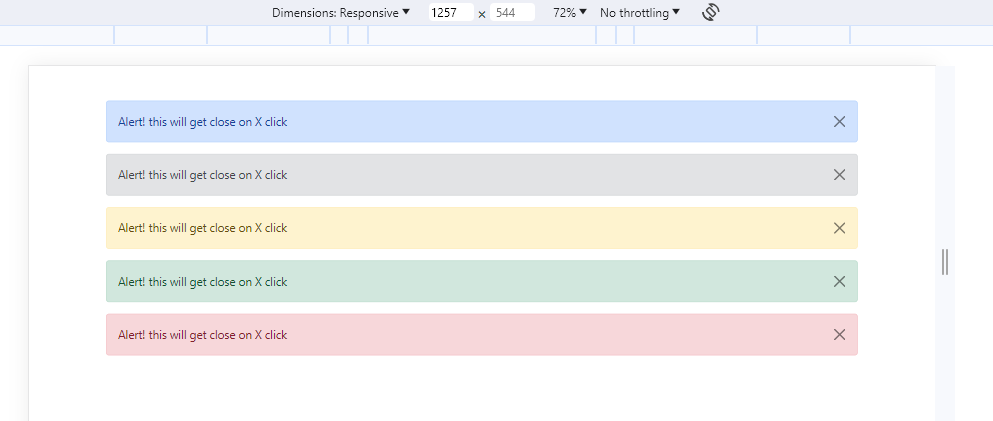 Dimensions: Responsive 1257 × 544 72% No throttling
Alert! this will get close on X click
Alert! this will get close on X click
Alert! this will get close on X click
Alert! this will get close on X click
Alert! this will get close on X click